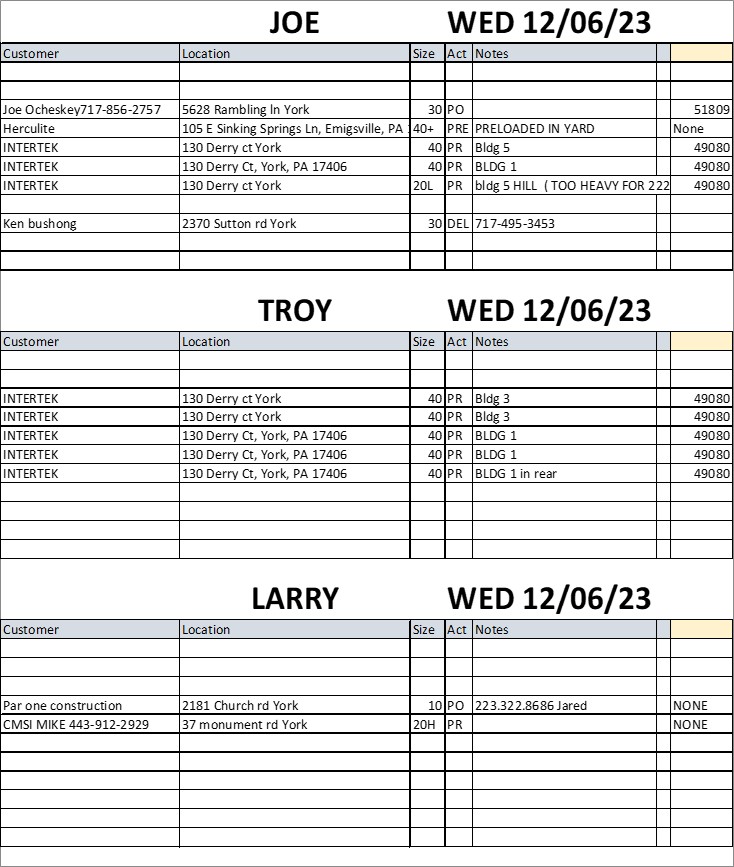 JOE WED 12/06/23
Customer Location Size Act Notes
Joe Ocheskey717-856-2757 5628 Rambling ln York 30 PO 51809
Herculite 105 E Sinking Springs Ln, Emigsville, PA 40+ PRE PRELOADED IN YARD None
INTERTEK 130 Derry ct York 40 PR Bldg 5 49080
INTERTEK 130 Derry Ct, York, PA 17406 40 PR BLDG 1 49080
INTERTEK 130 Derry ct York 20L PR bldg 5 HILL ( TOO HEAVY FOR 222 49080
Ken bushong 2370 Sutton rd York 30 DEL 717-495-3453
TROY WED 12/06/23
Customer Location Size Act Notes
INTERTEK 130 Derry ct York 40 PR Bldg 3 49080
INTERTEK 130 Derry ct York 40 PR Bldg 3 49080
INTERTEK 130 Derry Ct, York, PA 17406 40 PR BLDG 1 49080
INTERTEK 130 Derry Ct, York, PA 17406 40 PR BLDG 1 49080
INTERTEK 130 Derry Ct, York, PA 17406 40 PR BLDG 1 in rear 49080
LARRY WED 12/06/23
Customer Location Size Act Notes
Par one construction 2181 Church rd York 10 PO 223.322.8686 Jared NONE
CMSI MIKE 443-912-2929 37 monument rd York 20H PR NONE